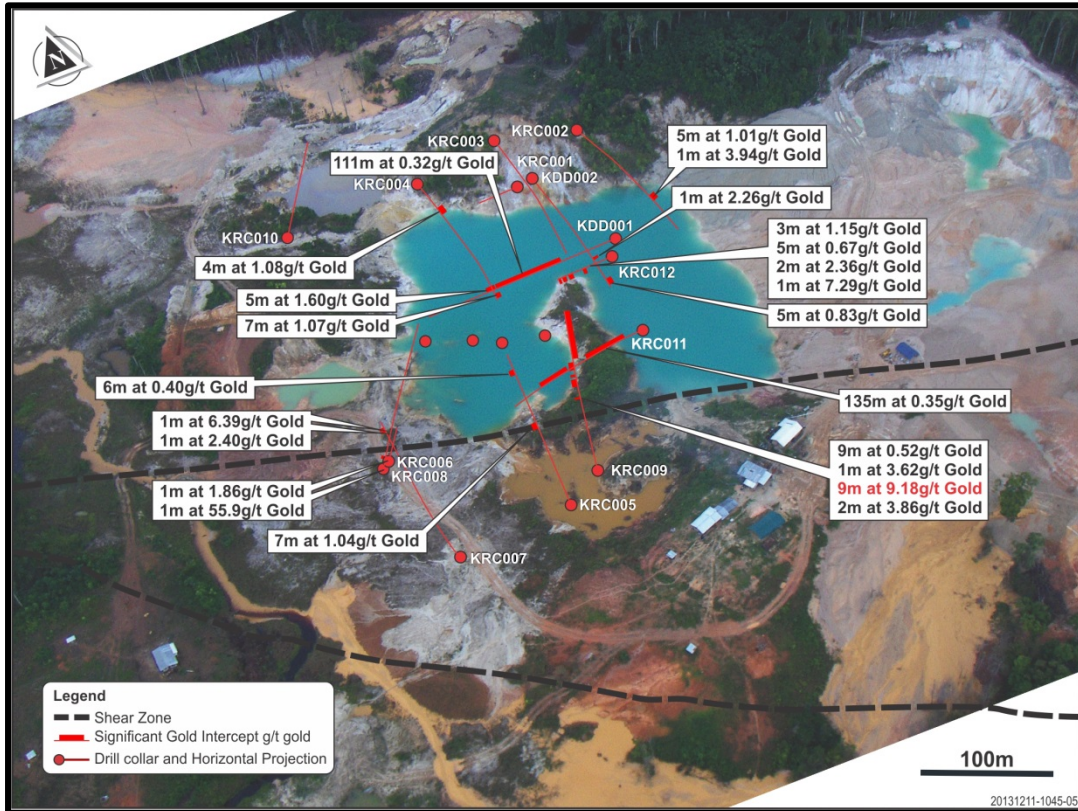 N
KRC002
KRC003
5m at 1.01g/t Gold
1m at 3.94g/t Gold
111m at 0.32g/t Gold
KRC001
KDD002
KRC004
1m at 2.26g/t Gold
KDD001
KRC010
3m at 1.15g/t Gold
5m at 0.67g/t Gold
2m at 2.36g/t Gold
1m at 7.29g/t Gold
4m at 1.08g/t Gold
KRC012
5m at 1.60g/t Gold
7m at 1.07g/t Gold
5m at 0.83g/t Gold
KRC011
6m at 0.40g/t Gold
135m at 0.35g/t Gold
1m at 6.39g/t Gold
1m at 2.40g/t Gold
9m at 0.52g/t Gold
1m at 3.62g/t Gold
9m at 9.18g/t Gold
2m at 3.86g/t Gold
KRC006
KRC008
KRC009
1m at 1.86g/t Gold
1m at 55.9g/t Gold
KRC005
7m at 1.04g/t Gold
KRC007
Legend
Shear Zone
Significant Gold Intercept g/t gold
Drill collar and Horizontal Projection
100m
20131211-1045-05